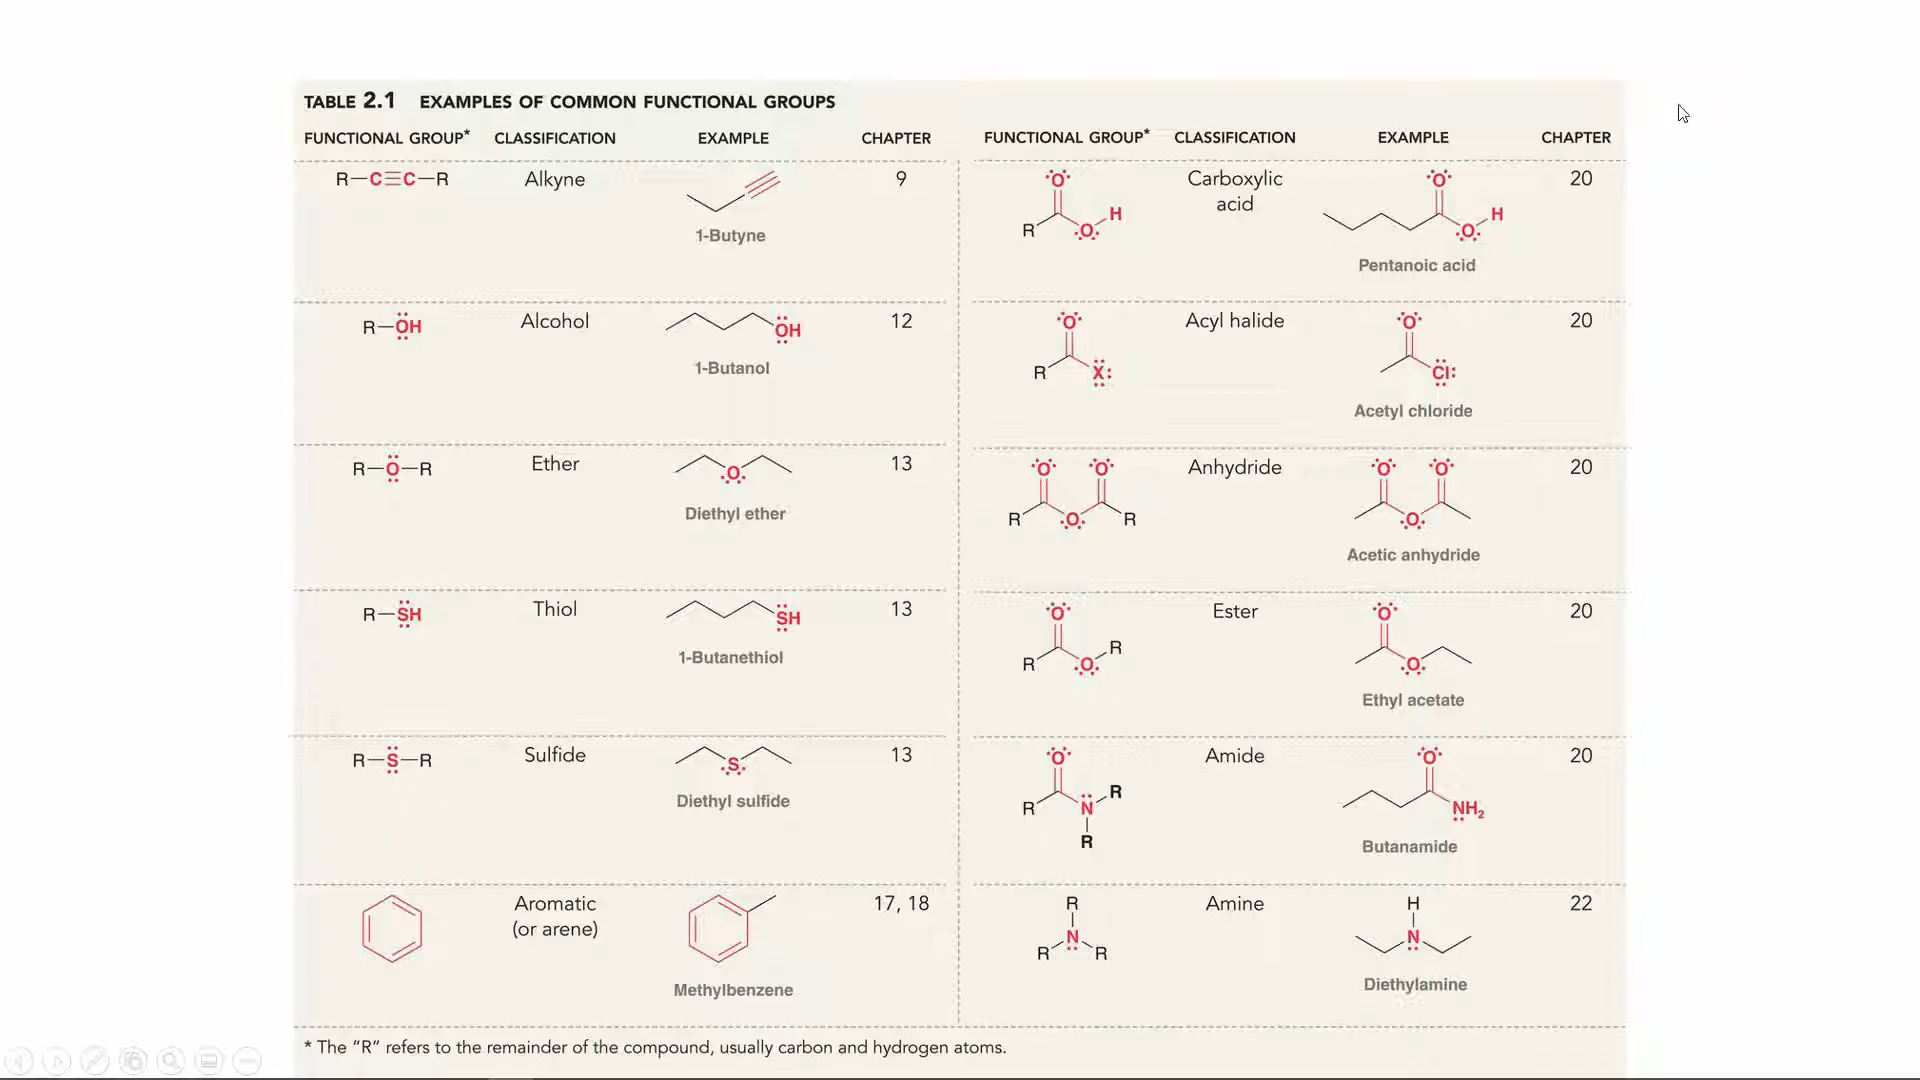 TABLE 2.1 EXAMPLES OF COMMON FUNCTIONAL GROUPS
FUNCTIONAL GROUP* CLASSIFICATION EXAMPLE CHAPTER
R—C≡C—R Alkyne 9
1-Butyne
R—OH Alcohol OH 12
1-Butanol
R—O—R Ether O 13
Diethyl ether
R—SH Thiol SH 13
1-Butanethiol
R—S—R Sulfide S 13
Diethyl sulfide
Aromatic 17, 18
(or arene)
Methylbenzene
FUNCTIONAL GROUP* CLASSIFICATION EXAMPLE CHAPTER
O Carboxylic O 20
acid
H H
R O O
Pentanoic acid
O Acyl halide O 20
R X Cl
Acetyl chloride
O O Anhydride O O 20
R O R O
Acetic anhydride
O Ester O 20
R
R O O
Ethyl acetate
O Amide O 20
R
R N NH2
R
Butanamide
R Amine H 22
N N
R R
Diethylamine
* The “R” refers to the remainder of the compound, usually carbon and hydrogen atoms.